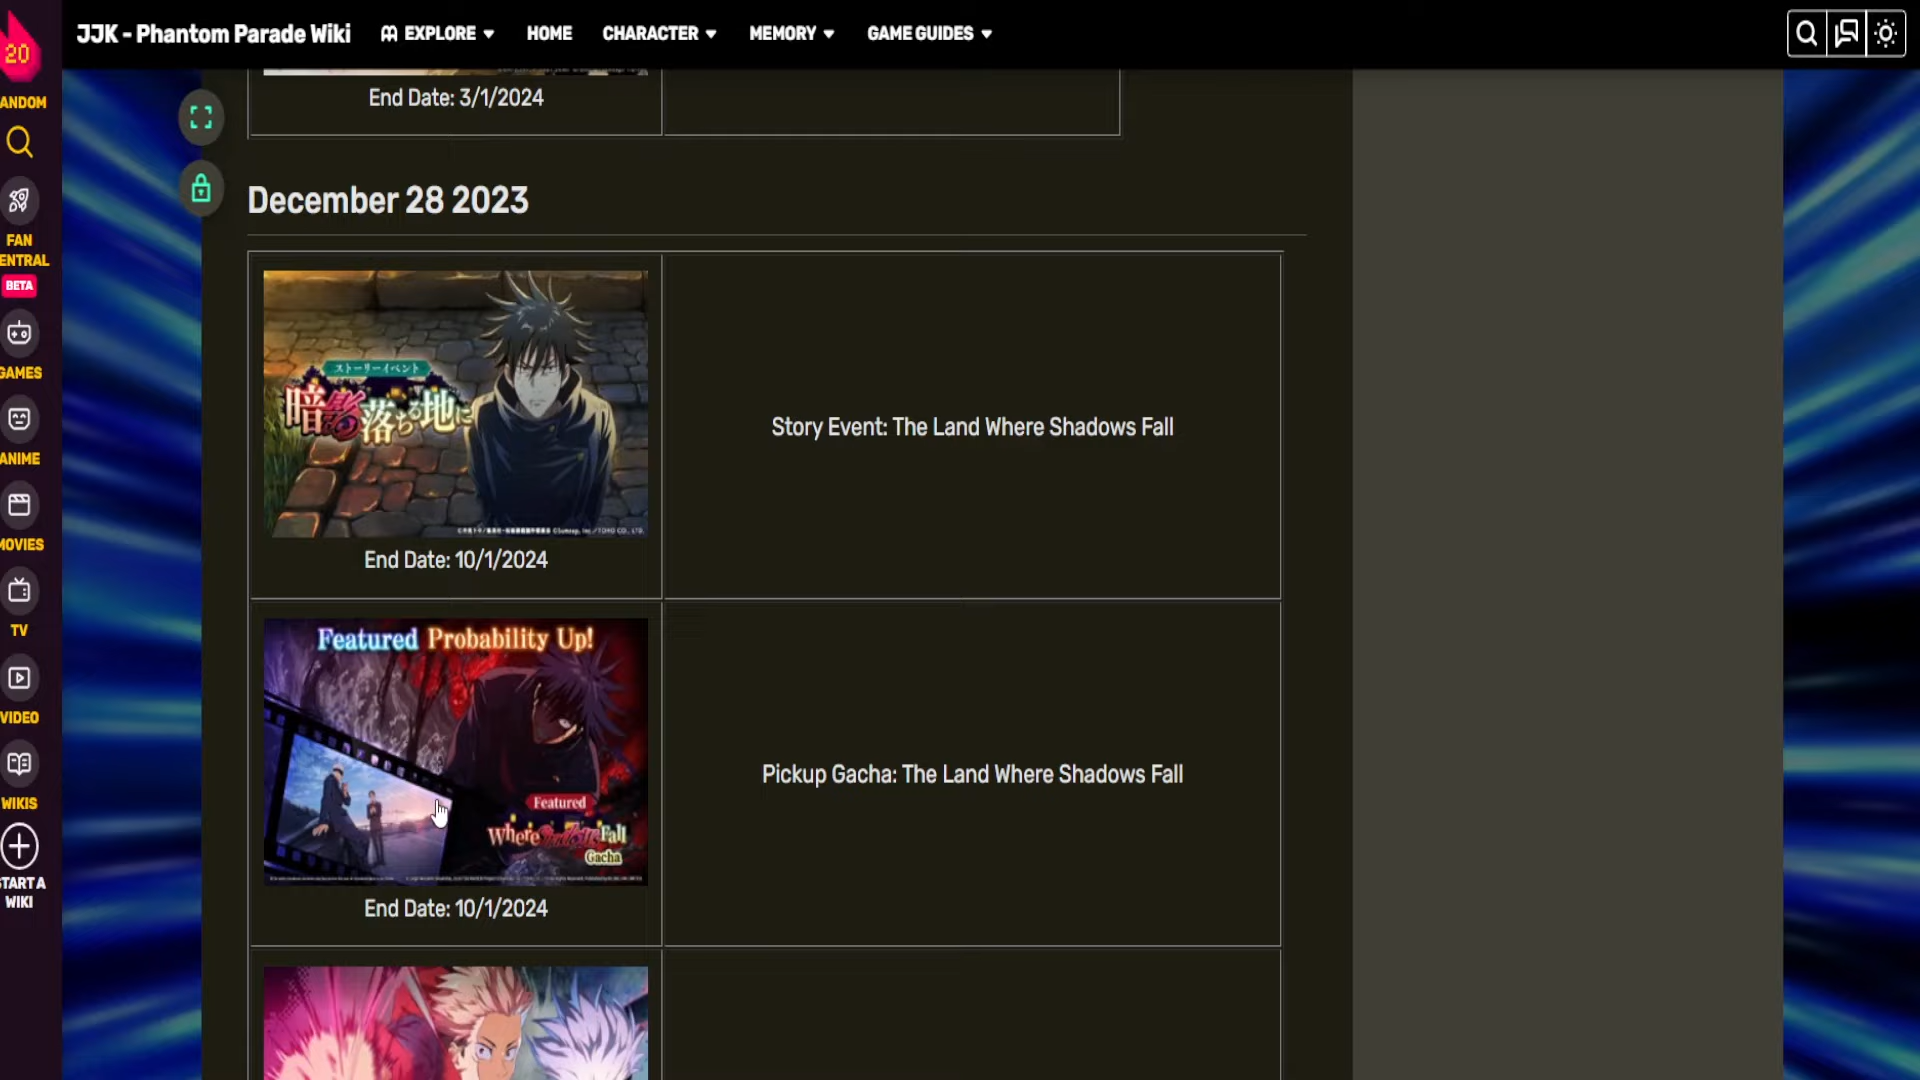 JJK - Phantom Parade Wiki
EXPLORE
HOME
CHARACTER
MEMORY
GAME GUIDES
20
ANDOM
FAN
ENTRAL
BETA
GAMES
ANIME
MOVIES
TV
VIDEO
WIKIS
START A
WIKI
End Date: 3/1/2024
December 28 2023
ストーリーイベント
暗影落ちる地に
Story Event: The Land Where Shadows Fall
End Date: 10/1/2024
Featured Probability Up!
Featured
Where Shadows Fall
Gacha
Pickup Gacha: The Land Where Shadows Fall
End Date: 10/1/2024